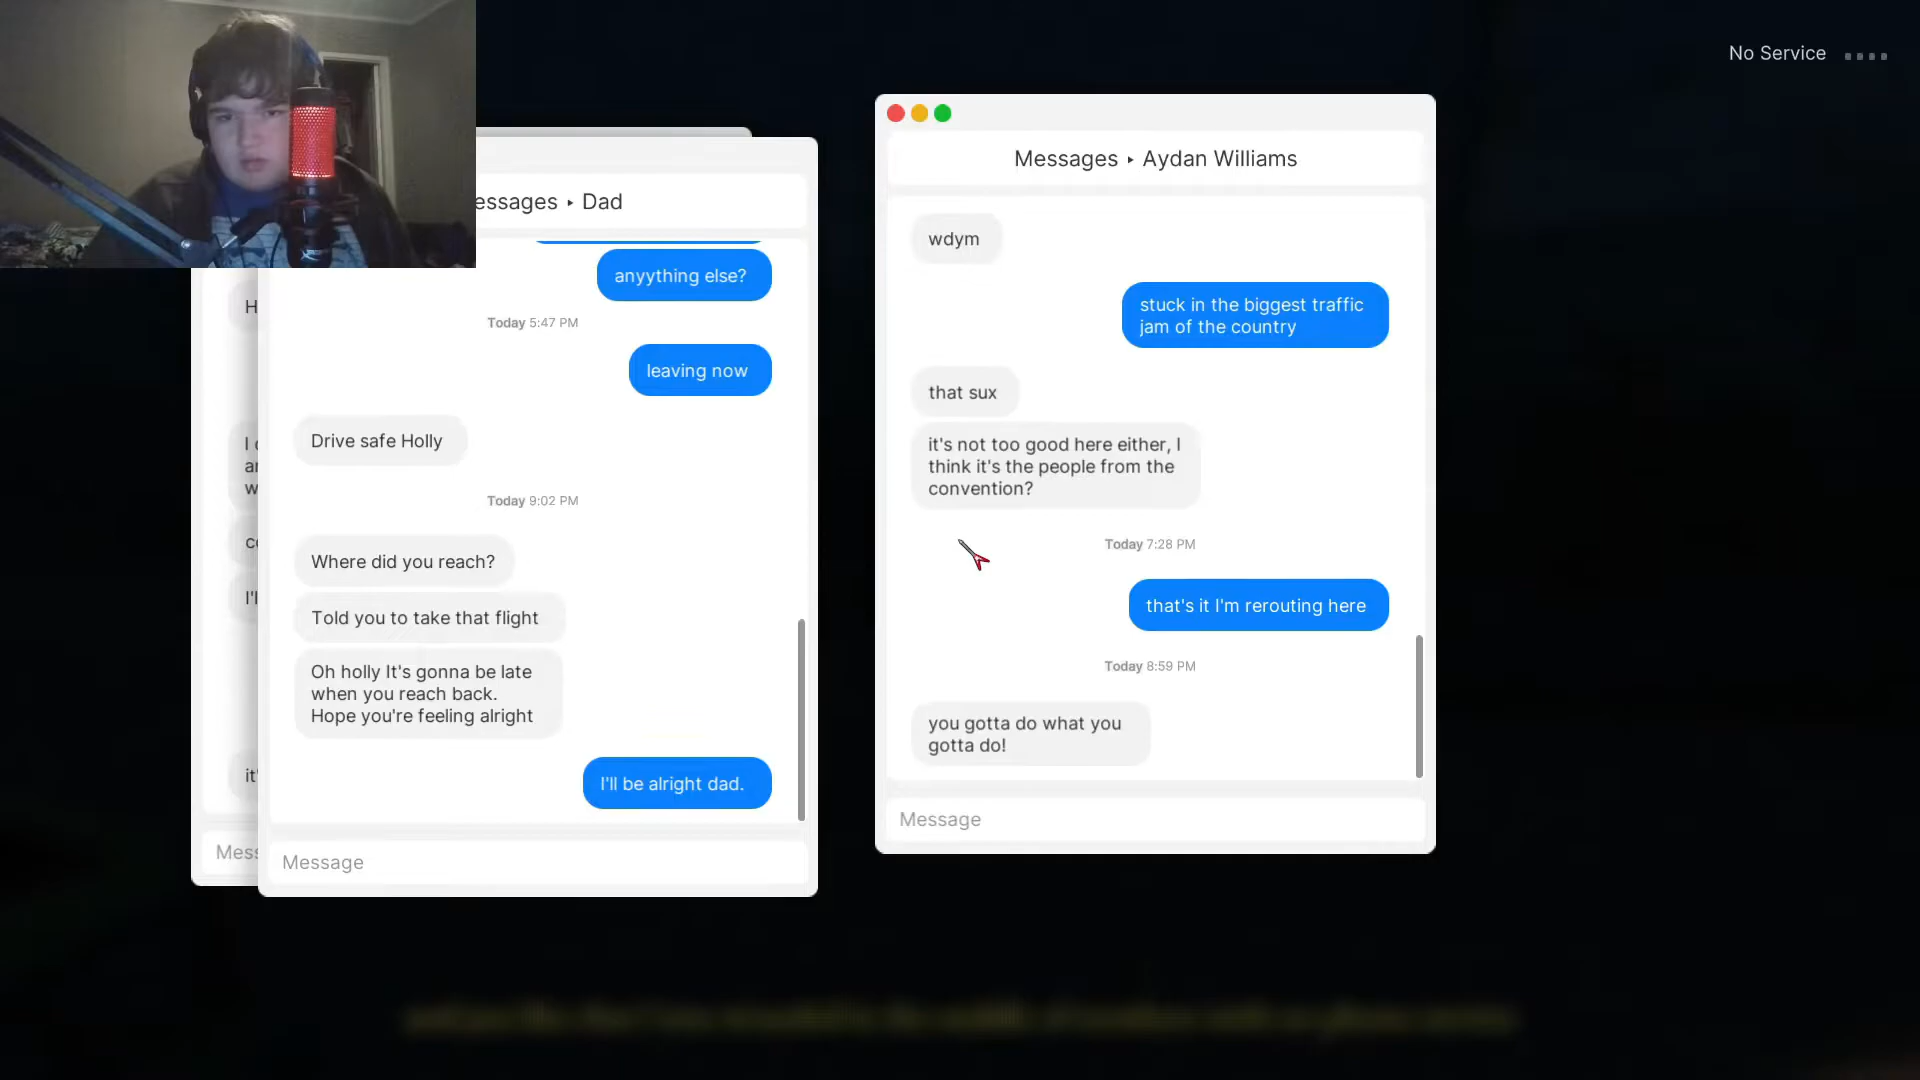 No Service
H
I
w
I'l
it'
Mess
essages ▸ Dad
anyything else?
Today 5:47 PM
leaving now
Drive safe Holly
Today 9:02 PM
Where did you reach?
Told you to take that flight
Oh holly It's gonna be late
when you reach back.
Hope you're feeling alright
I'll be alright dad.
Message
Messages ▸ Aydan Williams
wdym
stuck in the biggest traffic
jam of the country
that sux
it's not too good here either, I
think it's the people from the
convention?
Today 7:28 PM
that's it I'm rerouting here
Today 8:59 PM
you gotta do what you
gotta do!
Message